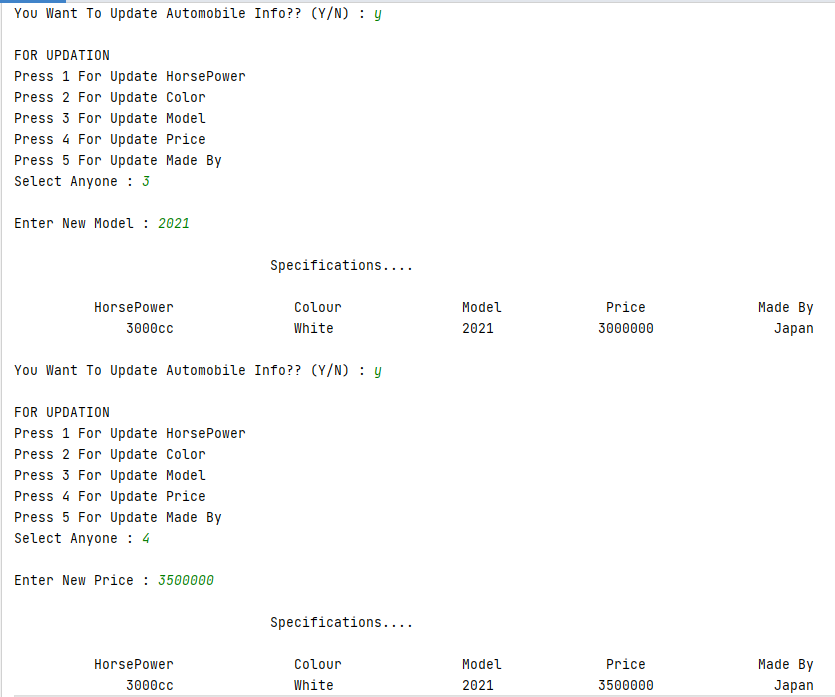 You Want To Update Automobile Info?? (Y/N) : y
FOR UPDATION
Press 1 For Update HorsePower
Press 2 For Update Color
Press 3 For Update Model
Press 4 For Update Price
Press 5 For Update Made By
Select Anyone : 3
Enter New Model : 2021
Specifications....
HorsePower Colour Model Price Made By
3000cc White 2021 3000000 Japan
You Want To Update Automobile Info?? (Y/N) : y
FOR UPDATION
Press 1 For Update HorsePower
Press 2 For Update Color
Press 3 For Update Model
Press 4 For Update Price
Press 5 For Update Made By
Select Anyone : 4
Enter New Price : 3500000
Specifications....
HorsePower Colour Model Price Made By
3000cc White 2021 3500000 Japan